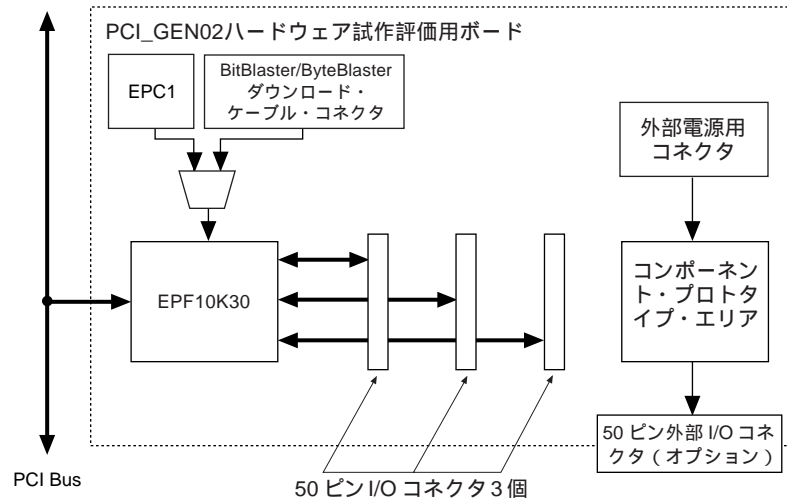 PCI_GEN02ハードウェア試作評価用ボード
EPC1
BitBlaster/ByteBlaster
ダウンロード・
ケーブル・コネクタ
外部電源用
コネクタ
EPF10K30
コンポーネン
ト・プロトタ
イプ・エリア
50 ピン外部 I/O コネ
クタ ( オプション )
PCI Bus
50 ピン I/O コネクタ 3 個